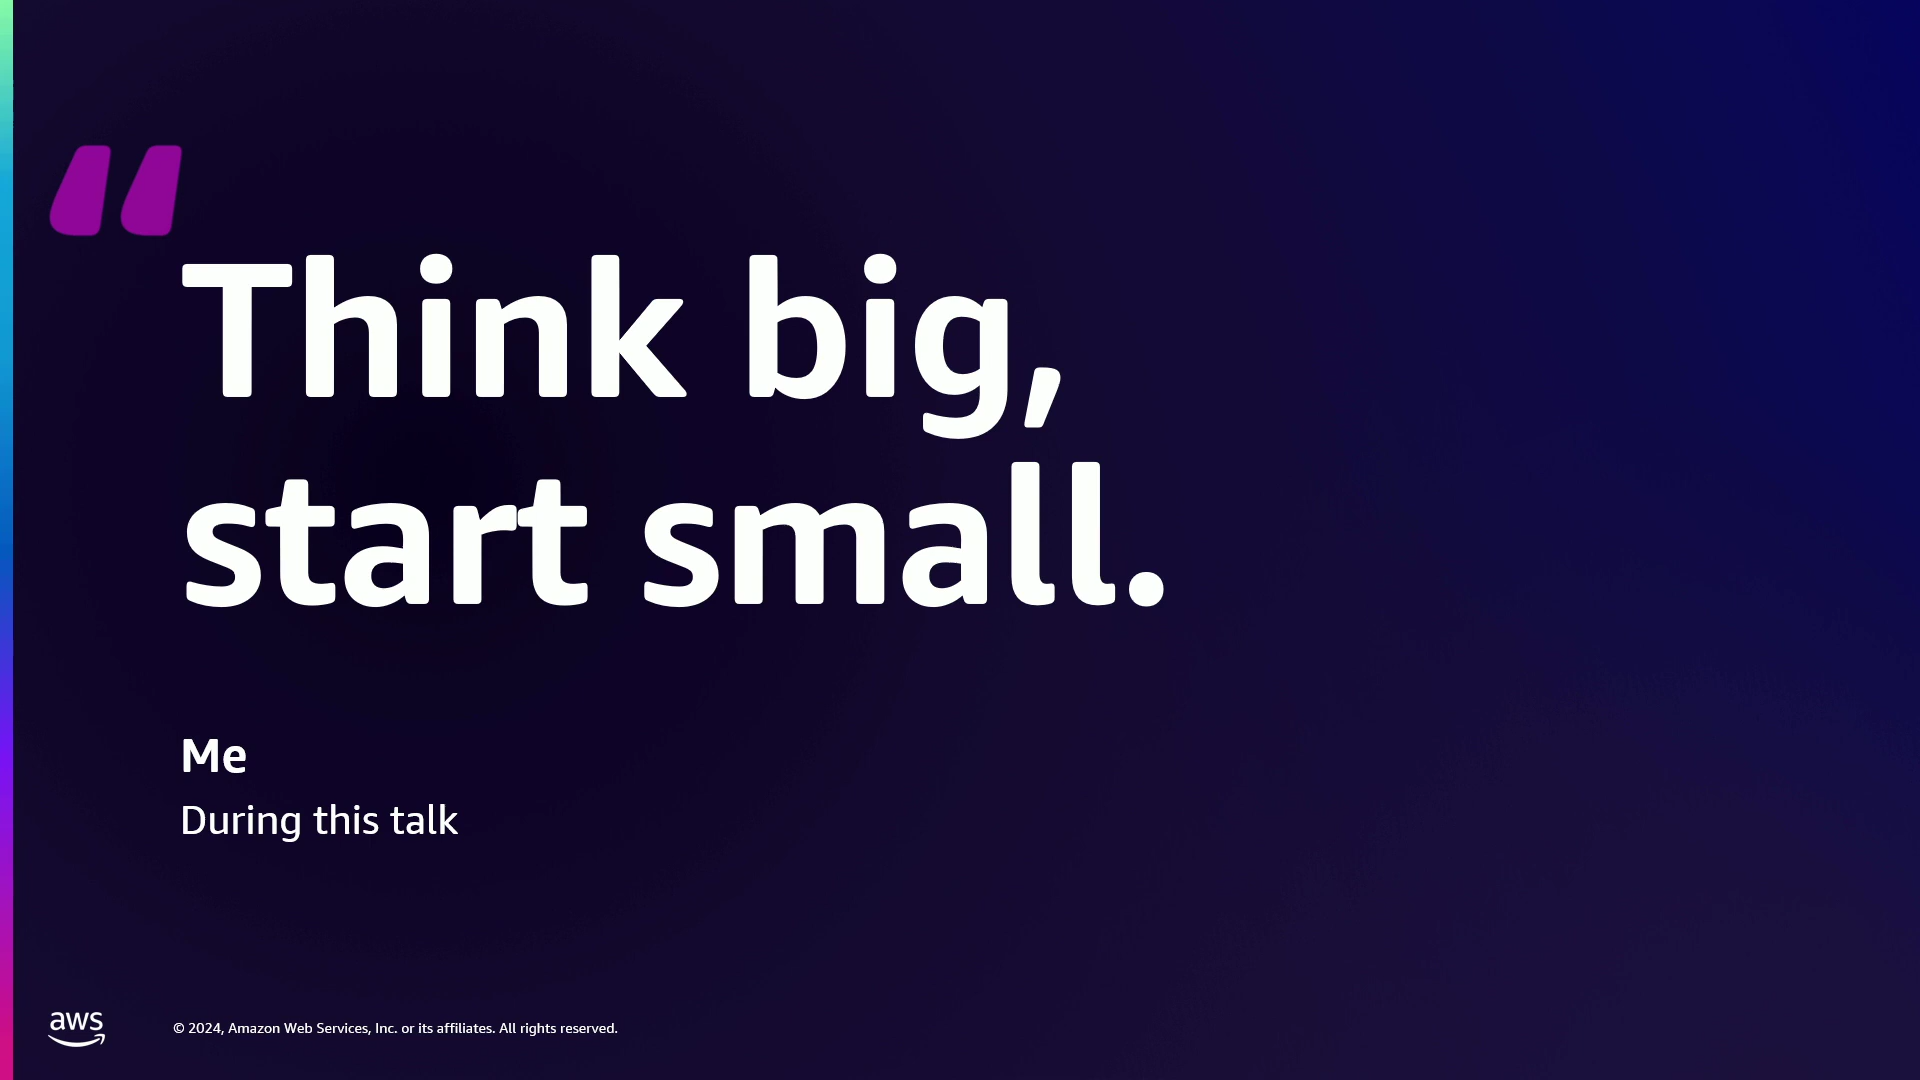 “
Think big,
start small.
Me
During this talk
aws
© 2024, Amazon Web Services, Inc. or its affiliates. All rights reserved.